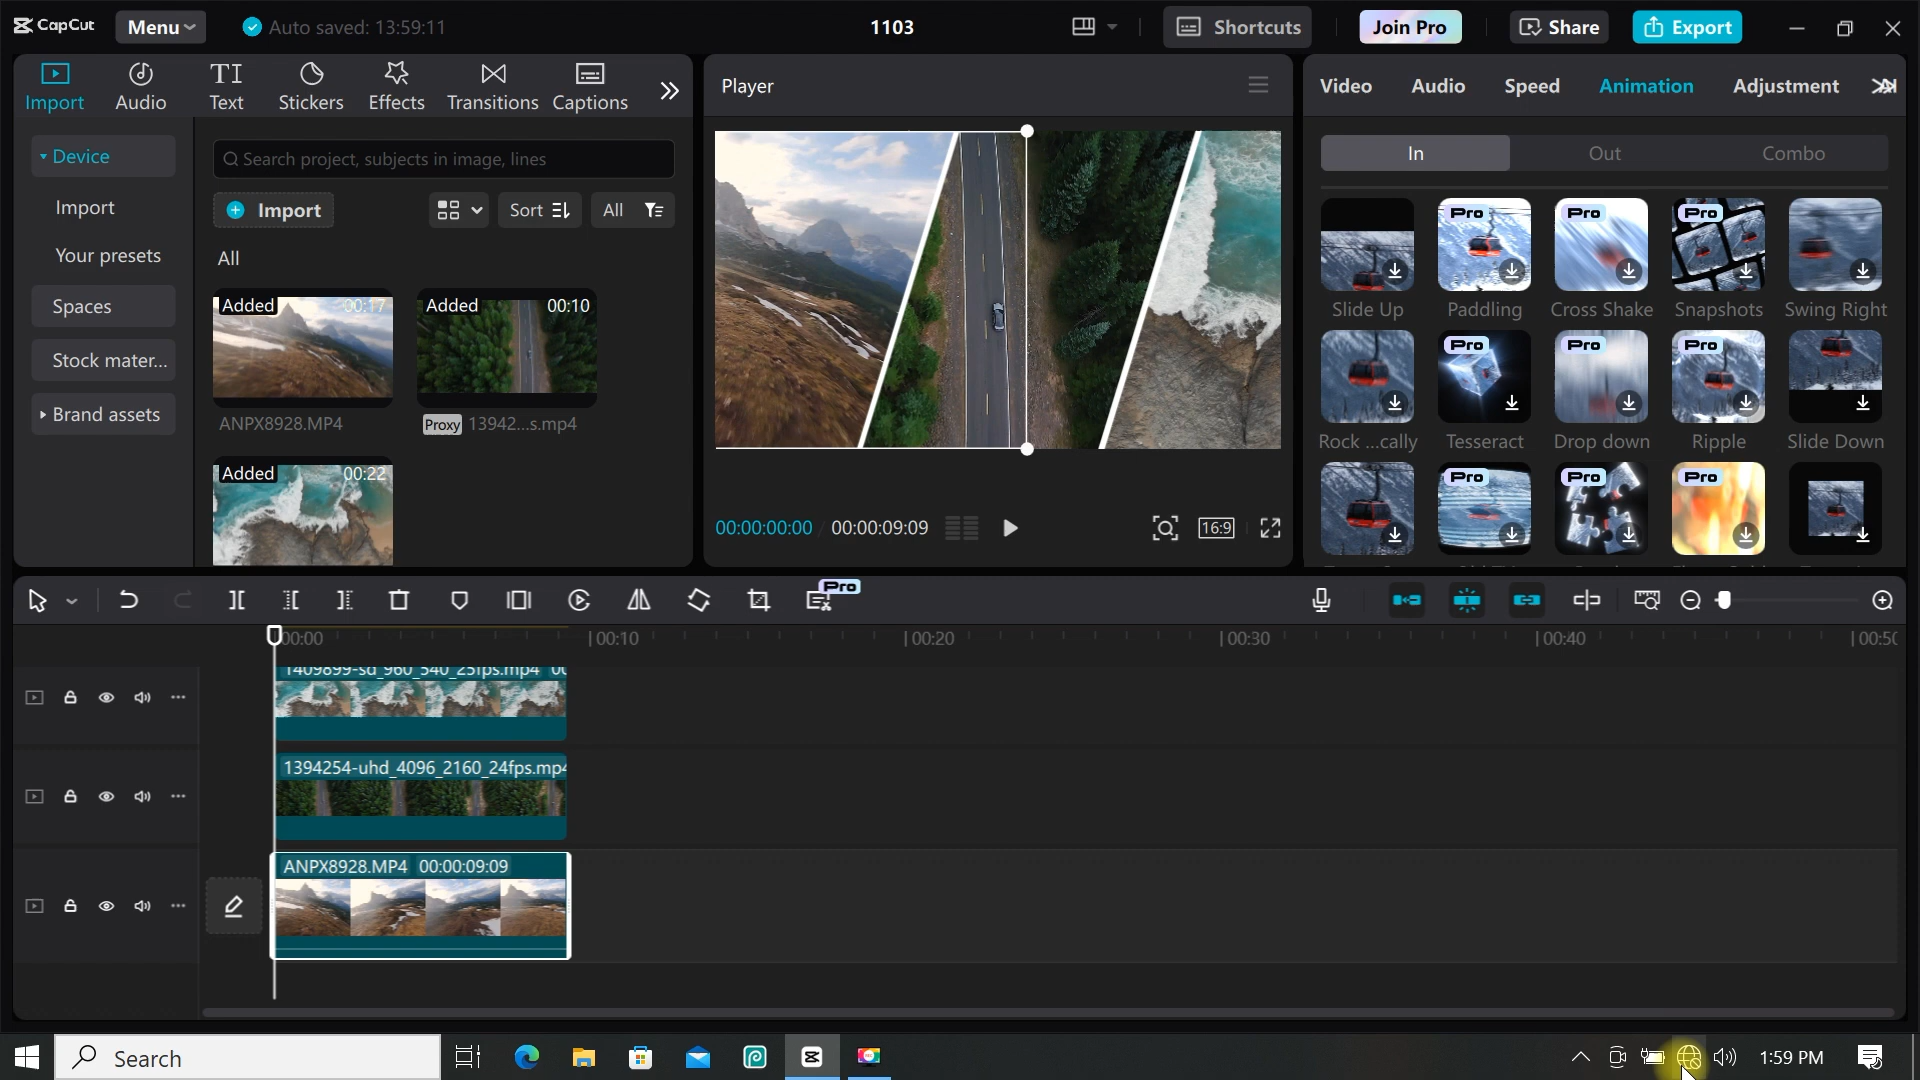 CapCut
Menu
Auto saved: 13:59:11
1103
Shortcuts
Join Pro
Share
Export
Import
Audio
Text
Stickers
Effects
Transitions
Captions
Device
Import
Your presets
Spaces
Stock mater...
Brand assets
Search project, subjects in image, lines
Import
Sort
All
All
Added
00:17
ANPX8928.MP4
Added
00:10
Proxy
13942...s.mp4
Added
00:22
Player
00:00:00:00
00:00:09:09
16:9
Video
Audio
Speed
Animation
Adjustment
In
Out
Combo
Pro
Pro
Pro
Slide Up
Paddling
Cross Shake
Snapshots
Swing Right
Pro
Pro
Pro
Rock ...cally
Tesseract
Drop down
Ripple
Slide Down
Pro
Pro
Pro
Pro
00:00
00:10
00:20
00:30
00:40
00:50
1409899-sd_960_540_25fps.mp4
1394254-uhd_4096_2160_24fps.mp4
ANPX8928.MP4 00:00:09:09
Search
1:59 PM